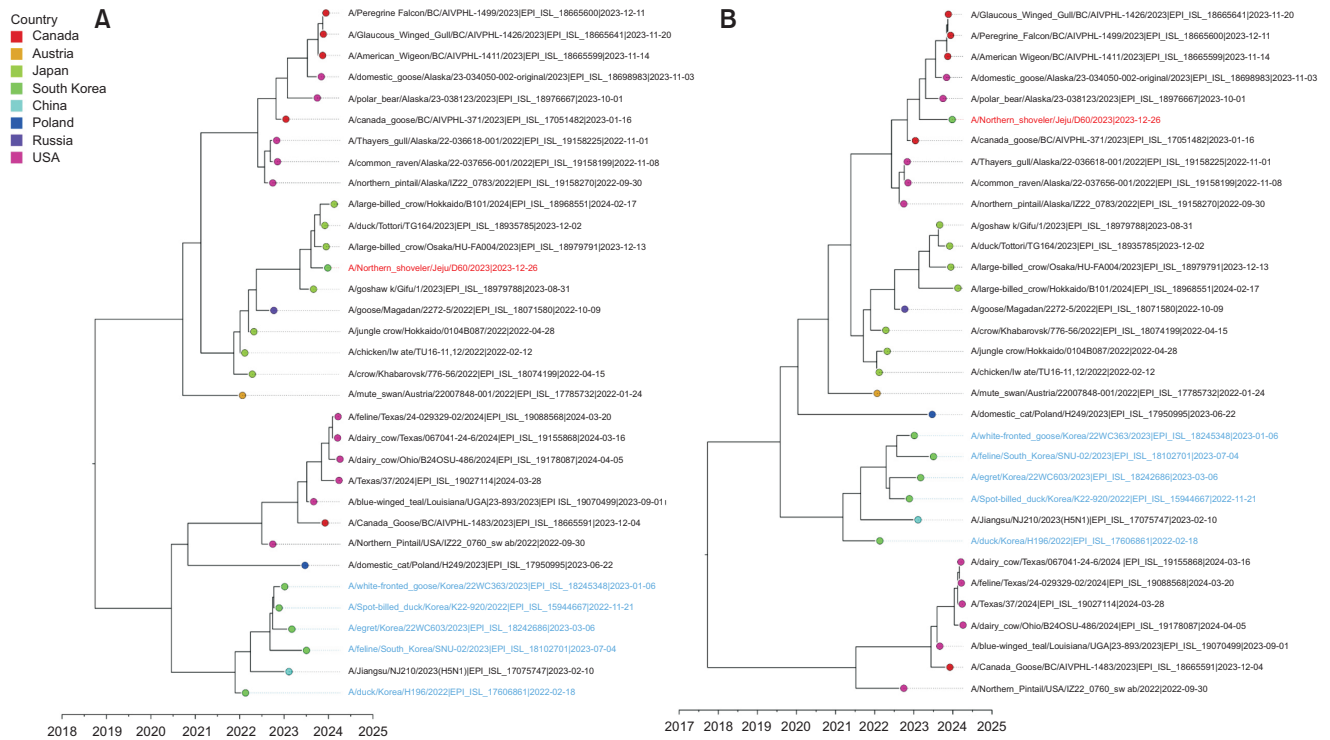 A
Country
Canada
Austria
Japan
South Korea
China
Poland
Russia
USA
A/Peregrine Falcon/BC/AIVPHL-1499/2023|EPI_ISL_18665600|2023-12-11
A/Glaucous_Winged_Gull/BC/AIVPHL-1426/2023|EPI_ISL_18665641|2023-11-20
A/American Wigeon/BC/AIVPHL-1411/2023|EPI_ISL_18665599|2023-11-14
A/domestic_goose/Alaska/23-034050-002-original/2023|EPI_ISL_18698983|2023-11-03
A/polar_bear/Alaska/23-038123/2023|EPI_ISL_18976667|2023-10-01
A/canada_goose/BC/AIVPHL-371/2023|EPI_ISL_17051482|2023-01-16
A/Thayers_gull/Alaska/22-036618-001/2022|EPI_ISL_19158225|2022-11-01
A/common_raven/Alaska/22-037656-001/2022|EPI_ISL_19158199|2022-11-08
A/northern_pintail/Alaska/IZ22_0783/2022|EPI_ISL_19158270|2022-09-30
A/large-billed_crow/Hokkaido/B101/2024|EPI_ISL_18968551|2024-02-17
A/duck/Tottori/TG164/2023|EPI_ISL_18935785|2023-12-02
A/large-billed_crow/Osaka/HU-FA004/2023|EPI_ISL_18979791|2023-12-13
A/Northern_shoveler/Jeju/D60/2023|2023-12-26
A/goshaw k/Gifu/1/2023|EPI_ISL_18979788|2023-08-31
A/goose/Magadan/2272-5/2022|EPI_ISL_18071580|2022-10-09
A/jungle crow/Hokkaido/0104B087/2022|2022-04-28
A/chicken/Iw ate/TU16-11,12/2022|2022-02-12
A/crow/Khabarovsk/776-56/2022|EPI_ISL_18074199|2022-04-15
A/mute_swan/Austria/22007848-001/2022|EPI_ISL_17785732|2022-01-24
A/feline/Texas/24-029329-02/2024|EPI_ISL_19088568|2024-03-20
A/dairy_cow/Texas/067041-24-6/2024|EPI_ISL_19155868|2024-03-16
A/dairy_cow/Ohio/B24OSU-486/2024|EPI_ISL_19178087|2024-04-05
A/Texas/37/2024|EPI_ISL_19027114|2024-03-28
A/blue-winged_teal/Louisiana/UGA|23-893/2023|EPI ISL_19070499|2023-09-01
A/Canada_Goose/BC/AIVPHL-1483/2023|EPI_ISL_18665591|2023-12-04
A/Northern_Pintail/USA/IZ22_0760_sw ab/2022|2022-09-30
A/domestic_cat/Poland/H249/2023|EPI_ISL_17950995|2023-06-22
A/white-fronted_goose/Korea/22WC363/2023|EPI_ISL_18245348|2023-01-06
A/Spot-billed_duck/Korea/K22-920/2022|EPI_ISL_15944667|2022-11-21
A/egret/Korea/22WC603/2023|EPI_ISL_18242686|2023-03-06
A/feline/South_Korea/SNU-02/2023|EPI_ISL_18102701|2023-07-04
A/Jiangsu/NJ210/2023(H5N1)|EPI_ISL_17075747|2023-02-10
A/duck/Korea/H196/2022|EPI_ISL_17606861|2022-02-18
2018 2019 2020 2021 2022 2023 2024 2025
B
A/Glaucous_Winged_Gull/BC/AIVPHL-1426/2023|EPI_ISL_18665641|2023-11-20
A/Peregrine_Falcon/BC/AIVPHL-1499/2023|EPI_ISL_18665600|2023-12-11
A/American Wigeon/BC/AIVPHL-1411/2023|EPI_ISL_18665599|2023-11-14
A/domestic_goose/Alaska/23-034050-002-original/2023|EPI_ISL_18698983|2023-11-03
A/polar_bear/Alaska/23-038123/2023|EPI_ISL_18976667|2023-10-01
A/Northern_shoveler/Jeju/D60/2023|2023-12-26
A/canada_goose/BC/AIVPHL-371/2023|EPI_ISL_17051482|2023-01-16
A/Thayers_gull/Alaska/22-036618-001/2022|EPI_ISL_19158225|2022-11-01
A/common_raven/Alaska/22-037656-001/2022|EPI_ISL_19158199|2022-11-08
A/northern_pintail/Alaska/IZ22_0783/2022|EPI_ISL_19158270|2022-09-30
A/goshaw k/Gifu/1/2023|EPI_ISL_18979788|2023-08-31
A/duck/Tottori/TG164/2023|EPI_ISL_18935785|2023-12-02
A/large-billed_crow/Osaka/HU-FA004/2023|EPI_ISL_18979791|2023-12-13
A/large-billed_crow/Hokkaido/B101/2024|EPI_ISL_18968551|2024-02-17
A/goose/Magadan/2272-5/2022|EPI_ISL_18071580|2022-10-09
A/crow/Khabarovsk/776-56/2022|EPI_ISL_18074199|2022-04-15
A/jungle crow/Hokkaido/0104B087/2022|2022-04-28
A/chicken/Iw ate/TU16-11,12/2022|2022-02-12
A/mute_swan/Austria/22007848-001/2022|EPI_ISL_17785732|2022-01-24
A/domestic_cat/Poland/H249/2023|EPI_ISL_17950995|2023-06-22
A/white-fronted_goose/Korea/22WC363/2023|EPI_ISL_18245348|2023-01-06
A/feline/South_Korea/SNU-02/2023|EPI_ISL_18102701|2023-07-04
A/egret/Korea/22WC603/2023|EPI_ISL_18242686|2023-03-06
A/Spot-billed_duck/Korea/K22-920/2022|EPI_ISL_15944667|2022-11-21
A/Jiangsu/NJ210/2023(H5N1)|EPI_ISL_17075747|2023-02-10
A/duck/Korea/H196/2022|EPI_ISL_17606861|2022-02-18
A/dairy_cow/Texas/067041-24-6/2024 |EPI_ISL_19155868|2024-03-16
A/feline/Texas/24-029329-02/2024|EPI_ISL_19088568|2024-03-20
A/Texas/37/2024|EPI_ISL_19027114|2024-03-28
A/dairy_cow/Ohio/B24OSU-486/2024|EPI_ISL_19178087|2024-04-05
A/blue-winged_teal/Louisiana/UGA|23-893/2023|EPI_ISL_19070499|2023-09-01
A/Canada_Goose/BC/AIVPHL-1483/2023|EPI_ISL_18665591|2023-12-04
A/Northern_Pintail/USA/IZ22_0760_sw ab/2022|2022-09-30
2017 2018 2019 2020 2021 2022 2023 2024 2025